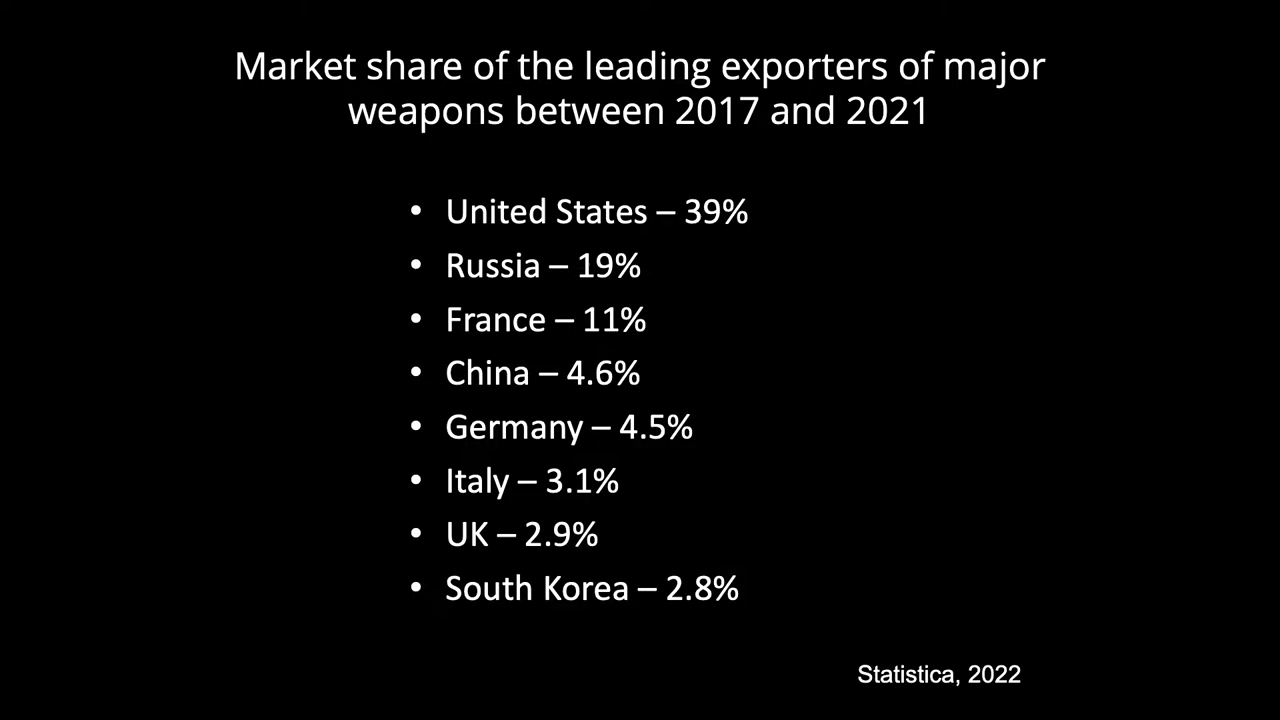 Market share of the leading exporters of major
weapons between 2017 and 2021
• United States – 39%
• Russia – 19%
• France – 11%
• China – 4.6%
• Germany – 4.5%
• Italy – 3.1%
• UK – 2.9%
• South Korea – 2.8%
Statistica, 2022